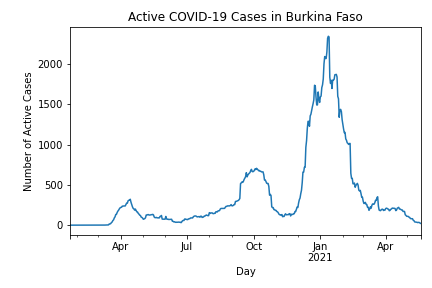 Active COVID-19 Cases in Burkina Faso
Number of Active Cases
2000
1500
1000
500
0
Apr
Jul
Oct
Jan
2021
Apr
Day